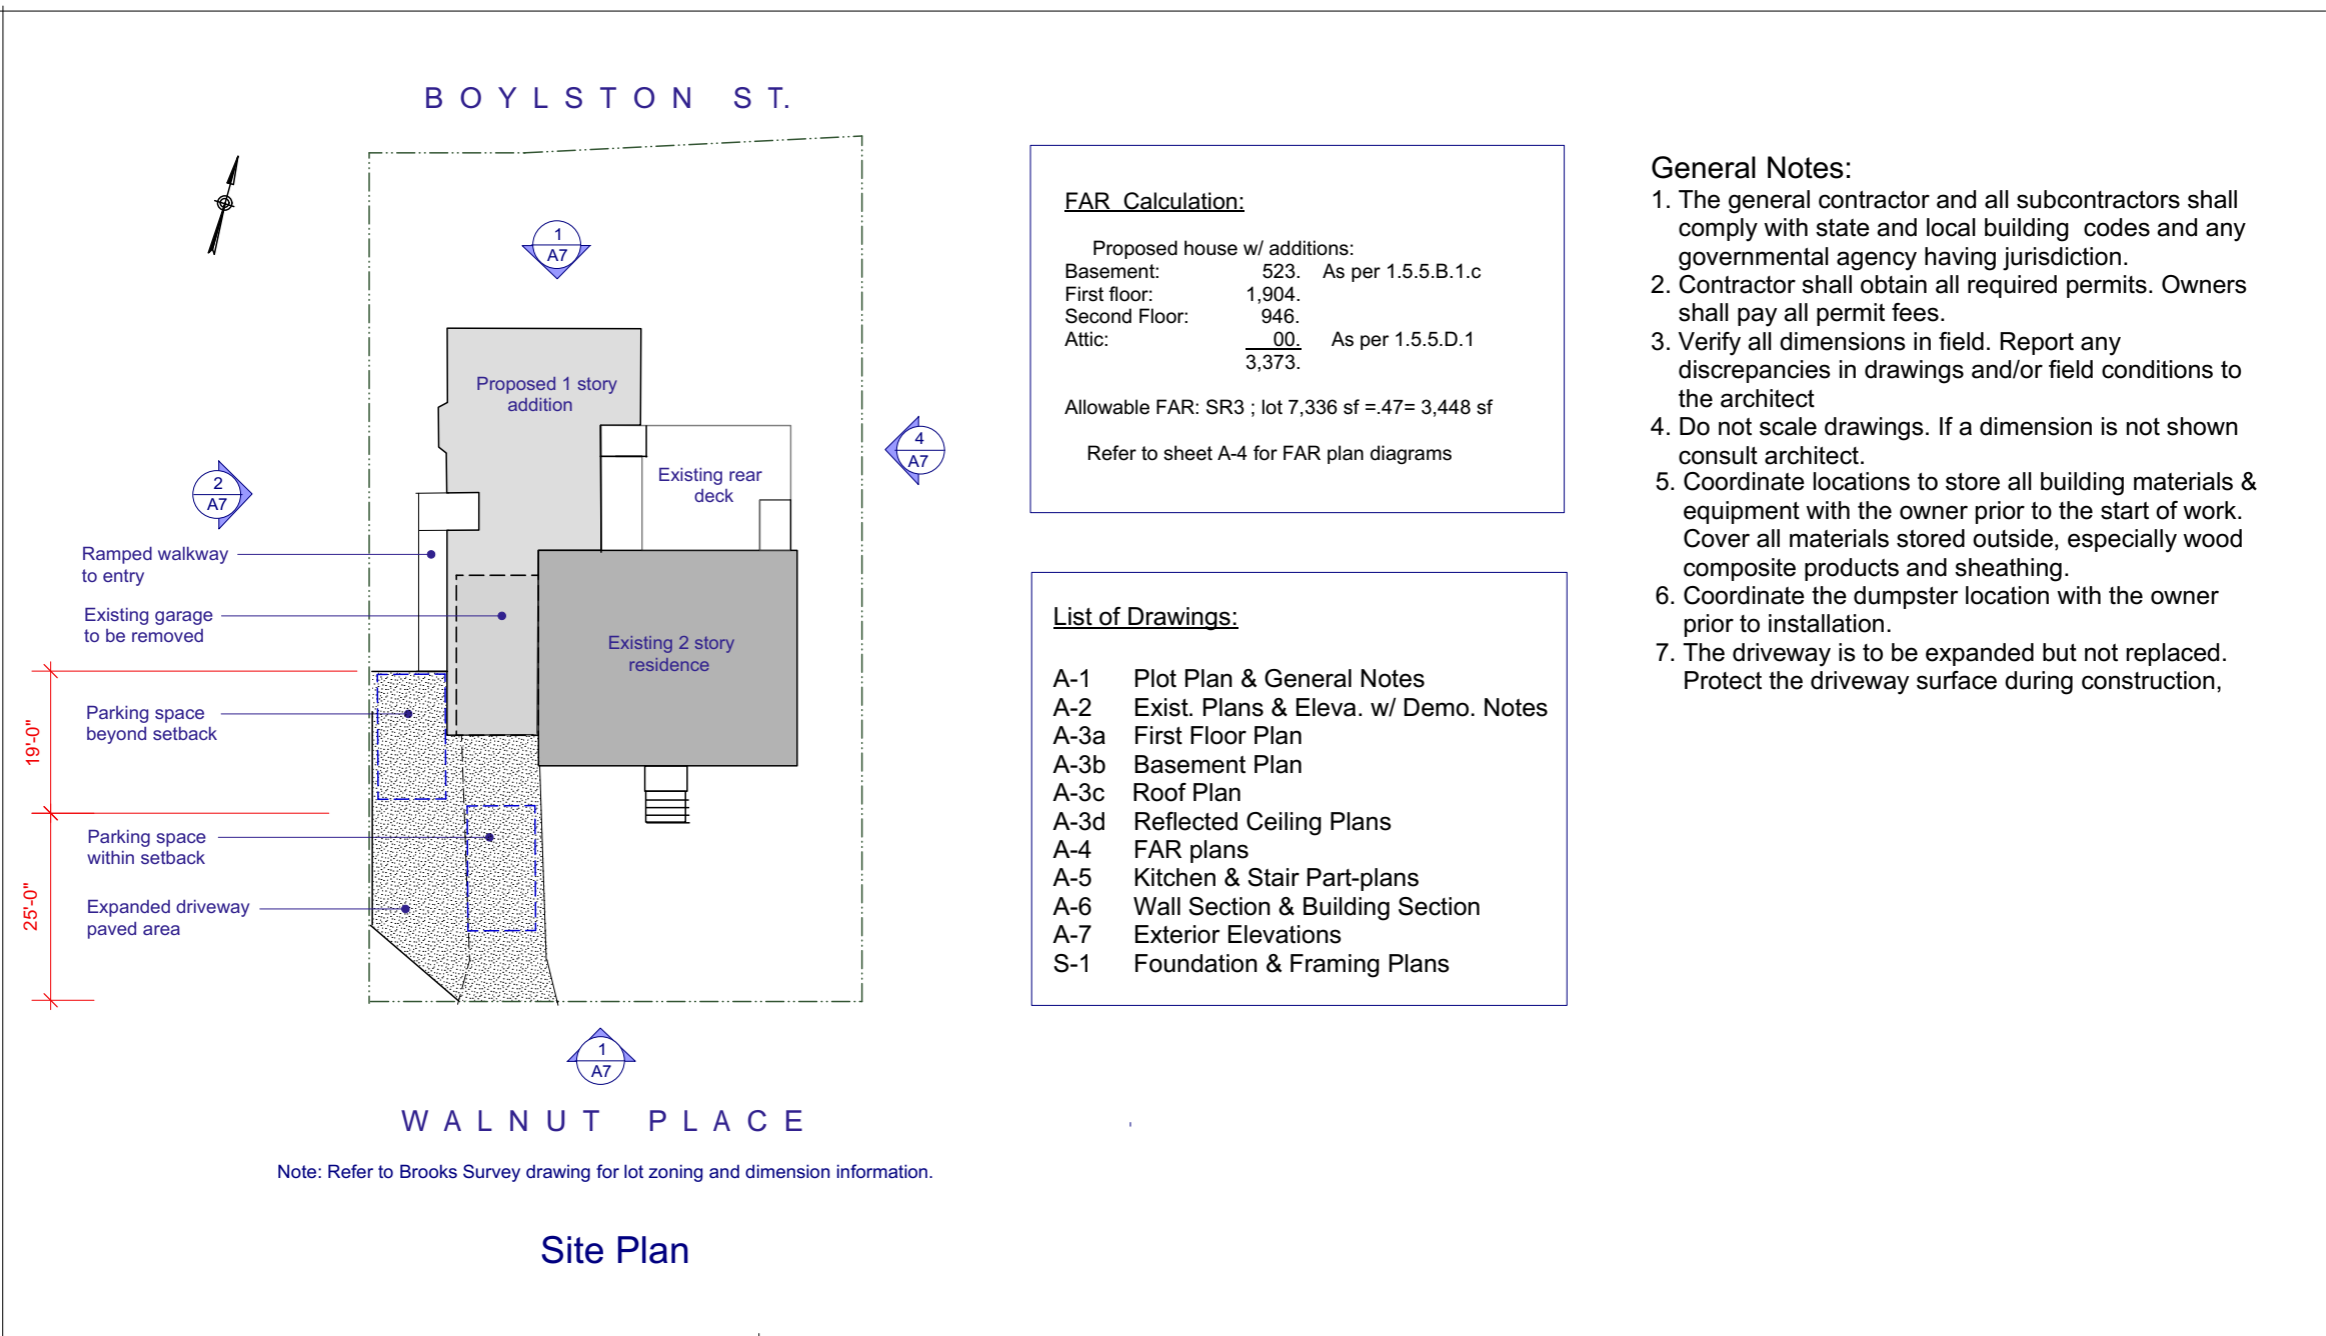 BOYLSTON ST.
1
A7
Proposed 1 story
addition
4
A7
Existing rear
deck
2
A7
Ramped walkway
to entry
Existing garage
to be removed
Existing 2 story
residence
19'-0"
Parking space
beyond setback
Parking space
within setback
25'-0"
Expanded driveway
paved area
1
A7
WALNUT PLACE
Note: Refer to Brooks Survey drawing for lot zoning and dimension information.
Site Plan
FAR Calculation:
Proposed house w/ additions:
Basement: 523. As per 1.5.5.B.1.c
First floor: 1,904.
Second Floor: 946.
Attic: 00. As per 1.5.5.D.1
3,373.
Allowable FAR: SR3 ; lot 7,336 sf =.47= 3,448 sf
Refer to sheet A-4 for FAR plan diagrams
List of Drawings:
A-1 Plot Plan & General Notes
A-2 Exist. Plans & Eleva. w/ Demo. Notes
A-3a First Floor Plan
A-3b Basement Plan
A-3c Roof Plan
A-3d Reflected Ceiling Plans
A-4 FAR plans
A-5 Kitchen & Stair Part-plans
A-6 Wall Section & Building Section
A-7 Exterior Elevations
S-1 Foundation & Framing Plans
General Notes:
1. The general contractor and all subcontractors shall
comply with state and local building codes and any
governmental agency having jurisdiction.
2. Contractor shall obtain all required permits. Owners
shall pay all permit fees.
3. Verify all dimensions in field. Report any
discrepancies in drawings and/or field conditions to
the architect
4. Do not scale drawings. If a dimension is not shown
consult architect.
5. Coordinate locations to store all building materials &
equipment with the owner prior to the start of work.
Cover all materials stored outside, especially wood
composite products and sheathing.
6. Coordinate the dumpster location with the owner
prior to installation.
7. The driveway is to be expanded but not replaced.
Protect the driveway surface during construction,